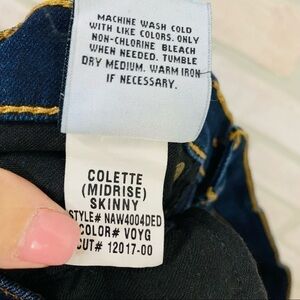 MACHINE WASH COLD
WITH LIKE COLORS. ONLY
NON-CHLORINE BLEACH
WHEN NEEDED. TUMBLE
DRY MEDIUM. WARM IRON
IF NECESSARY.
COLETTE
(MIDRISE)
SKINNY
STYLE# NAW4004DED
COLOR# VOYG
CUT# 12017-00